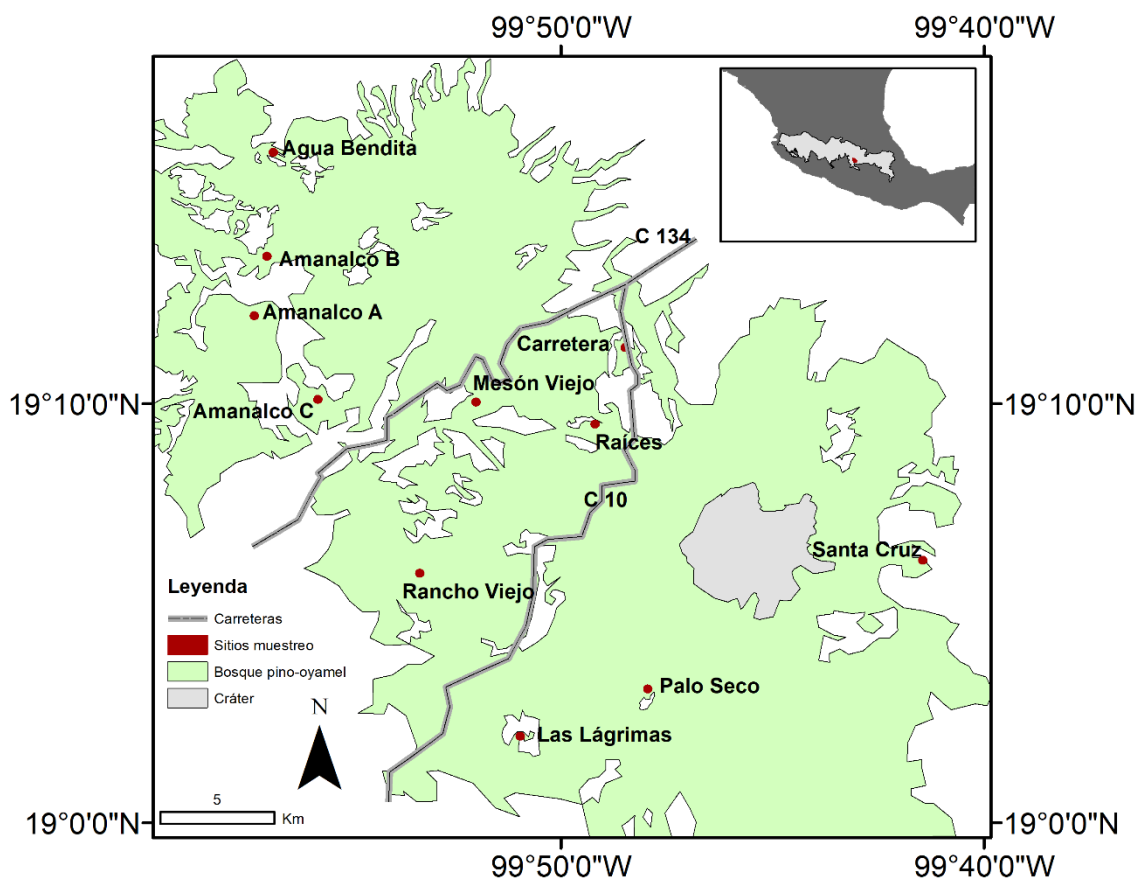 99°50'0"W
99°40'0"W
Agua Bendita
C 134
Amanalco B
Amanalco A
Carretera
Mesón Viejo
19°10'0"N
Amanalco C
19°10'0"N
Raíces
C 10
Santa Cruz
Rancho Viejo
Leyenda
Carreteras
Sitios muestreo
Bosque pino-oyamel
Cráter
Palo Seco
N
Las Lágrimas
5
Km
19°0'0"N
19°0'0"N
99°50'0"W
99°40'0"W